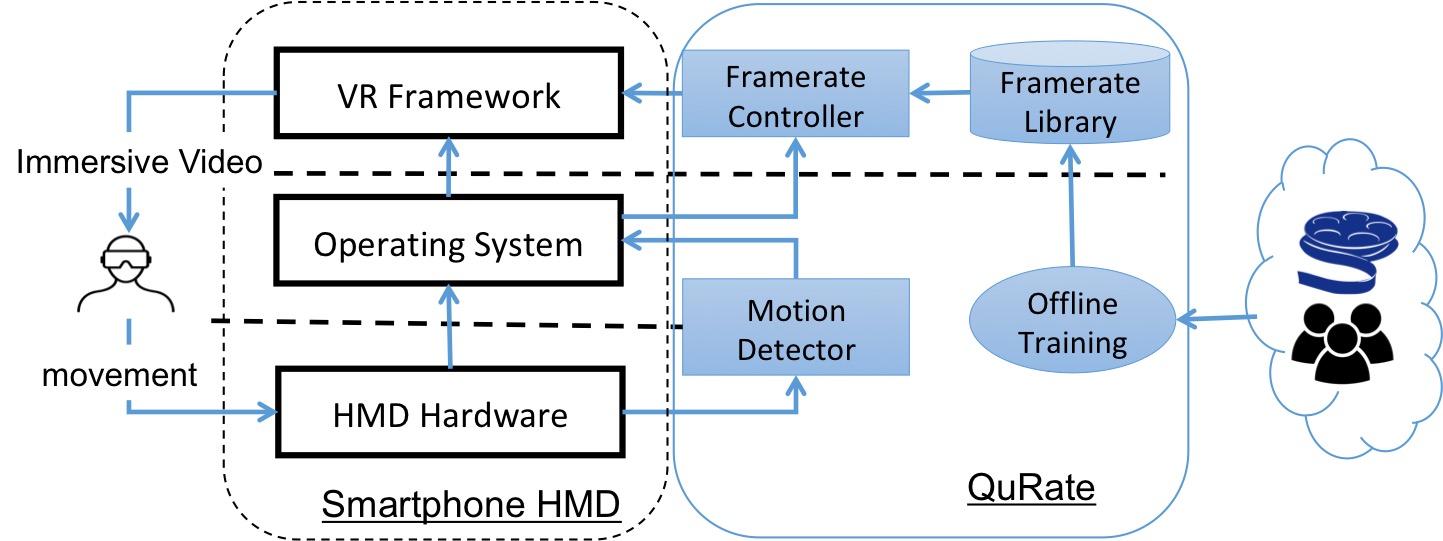 VR Framework
Framerate
Controller
Framerate
Library
Immersive Video
Operating System
Motion
Detector
Offline
Training
movement
HMD Hardware
Smartphone HMD
QuRate